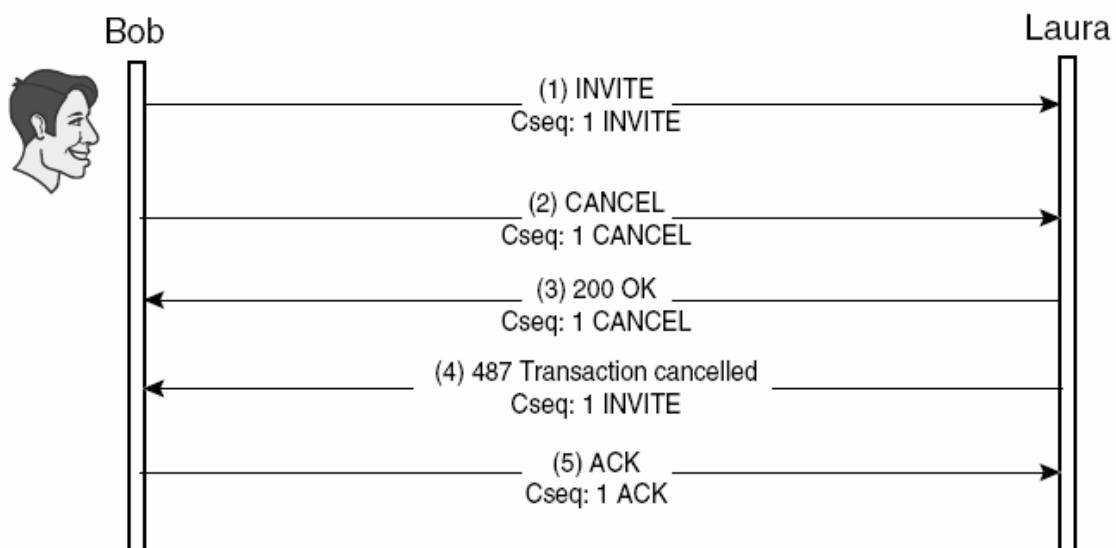 Bob
Laura
(1) INVITE
Cseq: 1 INVITE
(2) CANCEL
Cseq: 1 CANCEL
(3) 200 OK
Cseq: 1 CANCEL
(4) 487 Transaction cancelled
Cseq: 1 INVITE
(5) ACK
Cseq: 1 ACK